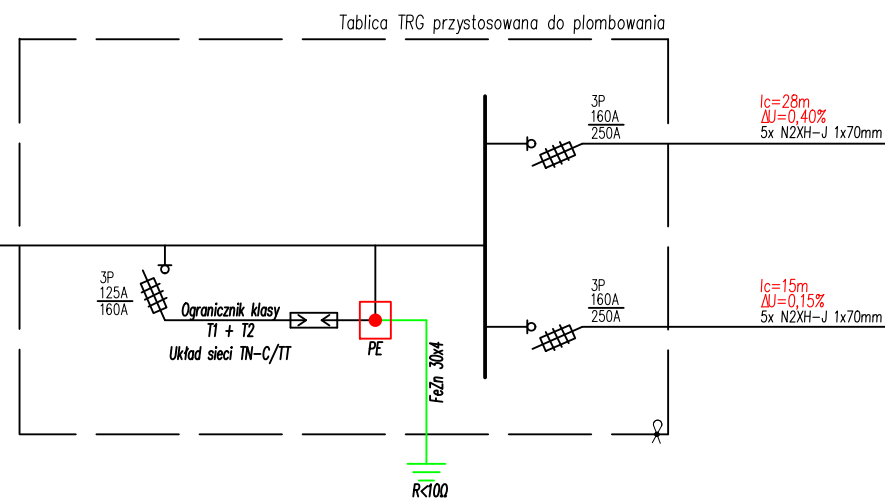 Tablica TRG przystosowana do plombowania
3P
160A
250A
Ic=28m
ΔU=0,40%
5x N2XH-J 1x70mm
3P
125A
160A
Ogranicznik klasy
T1 + T2
Układ sieci TN-C/TT
PE
FeZn 30x4
3P
160A
250A
Ic=15m
ΔU=0,15%
5x N2XH-J 1x70mm
R<10Ω